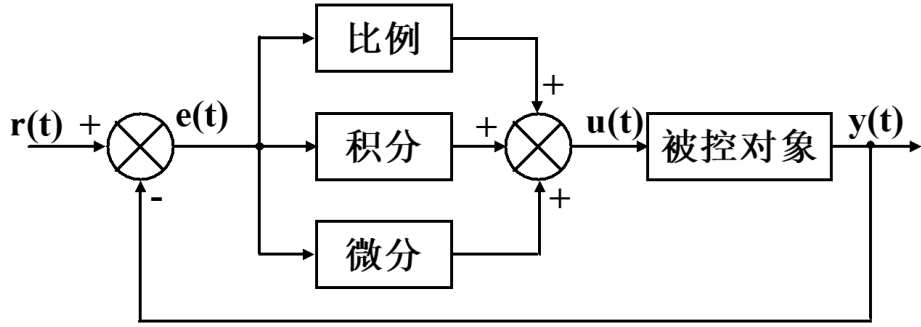 比例
+
r(t) + e(t) 积分 + u(t) 被控对象 y(t)
- +
微分